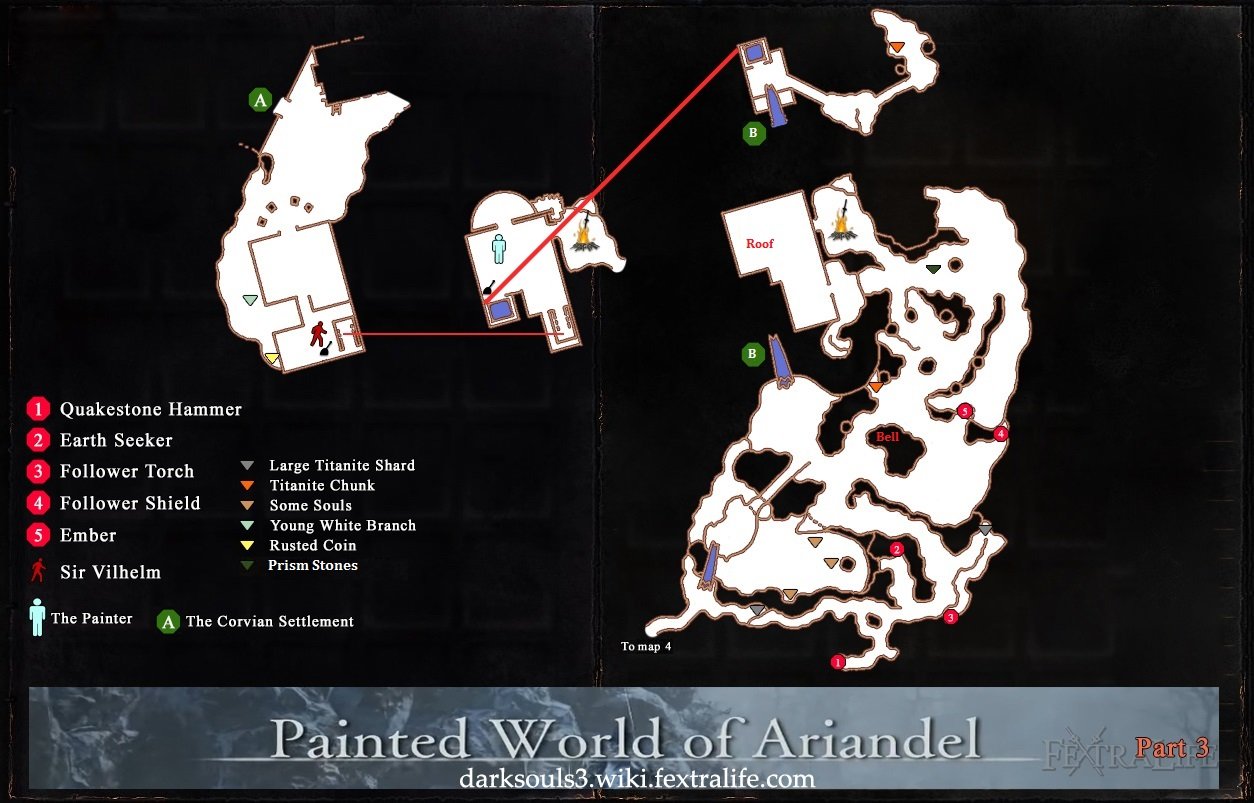 A
B
Roof
B
Bell
5
4
2
3
1
To map 4
1 Quakestone Hammer
2 Earth Seeker
3 Follower Torch
4 Follower Shield
5 Ember
Sir Vilhelm
The Painter
A The Corvian Settlement
Large Titanite Shard
Titanite Chunk
Some Souls
Young White Branch
Rusted Coin
Prism Stones
Painted World of Ariandel
darksouls3.wiki.fextralife.com
FEXTRALIFE
Part 3